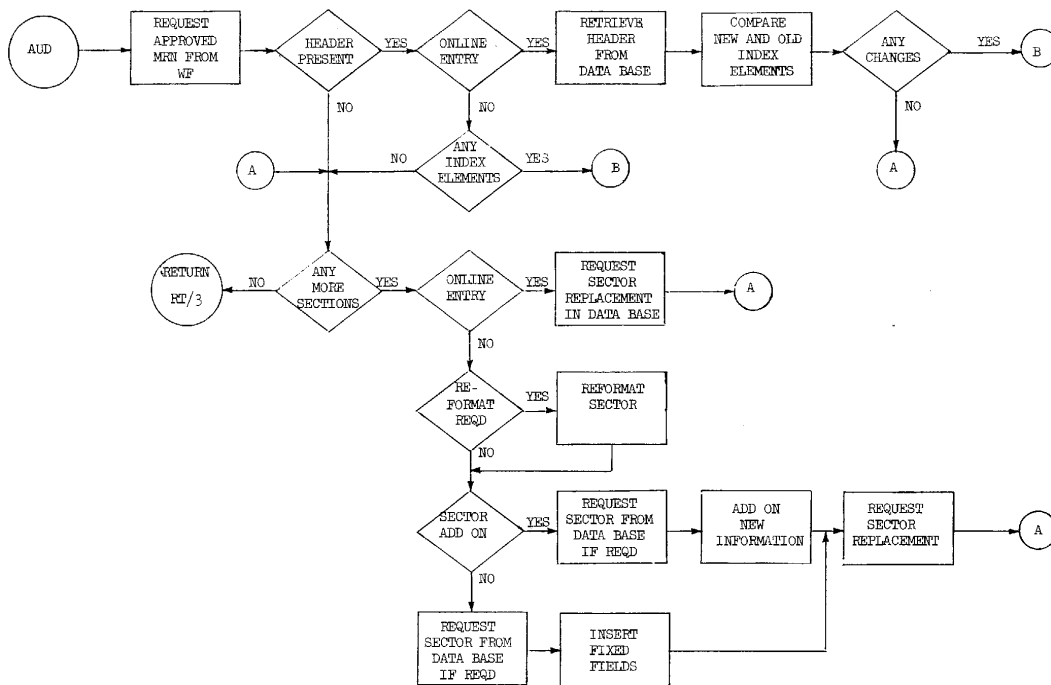 AUD
REQUEST
APPROVED
MRN FROM
WF
HEADER
PRESENT
YES
NO
ONLINE
ENTRY
YES
NO
RETRIEVE
HEADER
FROM
DATA BASE
COMPARE
NEW AND OLD
INDEX
ELEMENTS
ANY
CHANGES
YES
B
NO
A
A
NO
ANY
INDEX
ELEMENTS
YES
B
RETURN
RT/3
NO
ANY
MORE
SECTIONS
YES
ONLINE
ENTRY
YES
NO
REQUEST
SECTOR
REPLACEMENT
IN DATA BASE
A
RE-
FORMAT
REQD
YES
NO
REFORMAT
SECTOR
SECTOR
ADD ON
YES
NO
REQUEST
SECTOR FROM
DATA BASE
IF REQD
ADD ON
NEW
INFORMATION
REQUEST
SECTOR
REPLACEMENT
A
REQUEST
SECTOR FROM
DATA BASE
IF REQD
INSERT
FIXED
FIELDS